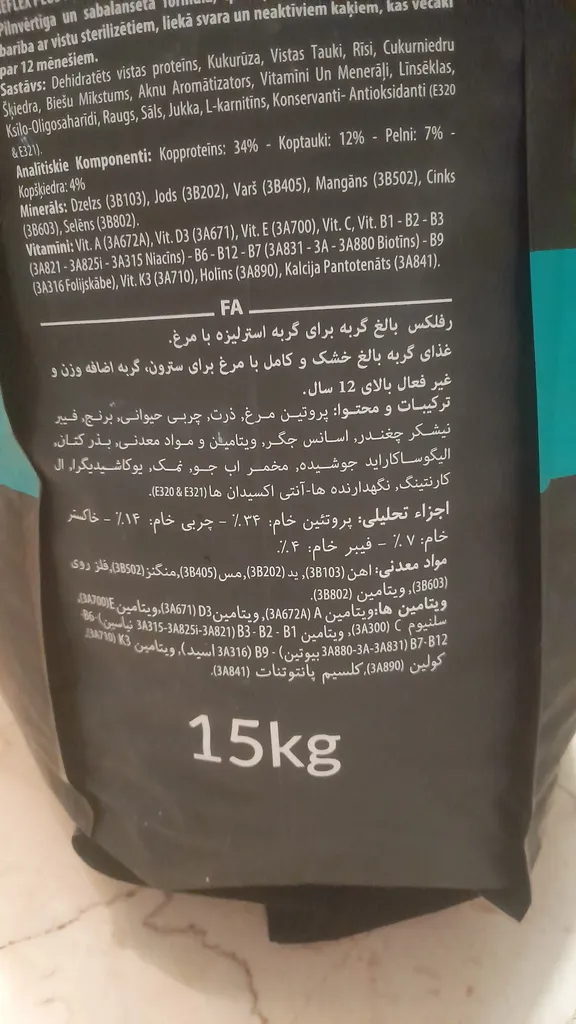 Pilnvērtīga un sabalansēta
barība ar vistu sterilizētiem, liekā svara un neaktīviem kaķiem, kas vecāki
par 12 mēnešiem.
Sastāvs: Dehidratēts vistas proteīns, Kukurūza, Vistas Tauki, Rīsi, Cukurniedru
Šķiedra, Biešu Mīkstums, Aknu Aromātizators, Vitamīni Un Menerāļi, Līnsēklas,
Ksilo-Oligosaharīdi, Raugs, Sāls, Jukka, L-karnitīns, Konservanti- Antioksidanti (E320
& E321).
Analītiskie Komponenti: Kopproteīns: 34% - Koptauki: 12% - Pelni: 7% -
Kopšķiedra: 4%
Minerāls: Dzelzs (3B103), Jods (3B202), Varš (3B405), Mangāns (3B502), Cinks
(3B603), Selēns (3B802).
Vitamīni: Vit. A (3A672A), Vit. D3 (3A671), Vit. E (3A700), Vit. C, Vit. B1 - B2 - B3
(3A821 - 3A825i - 3A315 Niacīns) - B6 - B12 - B7 (3A831 - 3A - 3A880 Biotīns) - B9
(3A316 Folijskābe), Vit. K3 (3A710), Holīns (3A890), Kalcija Pantotenāts (3A841).
FA
رفلکس بالغ گربه برای گربه استرلیزه با مرغ.
غذای گربه بالغ خشک و کامل با مرغ برای سترون، گربه اضافه وزن و
غیر فعال بالای 12 سال.
ترکیبات و محتوا: پروتین مرغ, ذرت, چربی حیوانی, برنج, فیبر
نیشکر چغندر, اسانس جگر, ویتامین و مواد معدنی, بذر کتان,
الیگوساکاراید جوشیده, مخمر اب جو, نمک, یوکاشیدیگرا, ال
کارنتینگ, نگهدارنده ها-آنتی اکسیدان ها (E320 & E321).
اجزاء تحلیلی: پروتئین خام: ۳۴٪ - چربی خام: ۱۴٪ - خاکستر
خام: ۷٪ - فیبر خام: ۴٪.
مواد معدنی: اهن (3B103), ید (3B202), مس (3B405), منگنز (3B502), فلز روی
(3B603), ویتامین (3B802).
ویتامین ها: ویتامین A (3A672A), ویتامین D3 (3A671), ویتامین E (3A700),
سلنیوم C (3A300), ویتامین B3 - B2 - B1 (3A315-3A825i-3A821 نیاسین) - B6-
B7-B12 (3A880-3A-3A831 بیوتین) - B9 (3A316 اسید), ویتامین K3 (3A710),
کولین (3A890), کلسیم پانتوتنات (3A841).
15kg